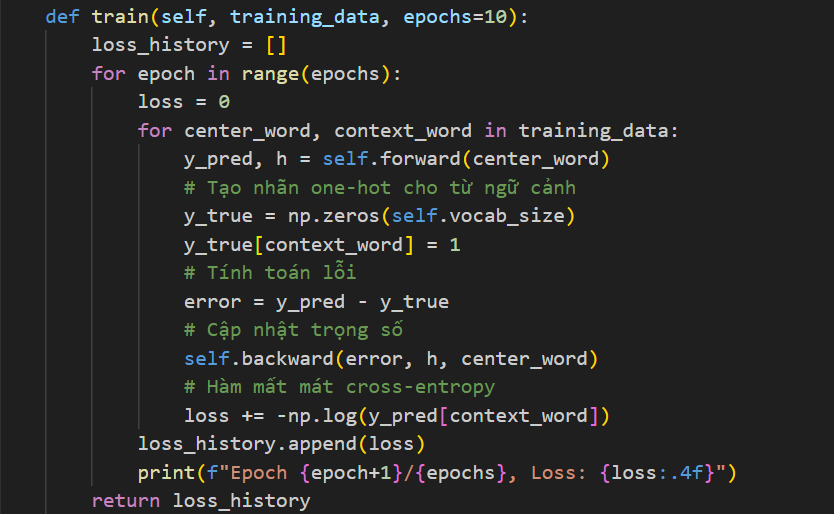 def train(self, training_data, epochs=10):
    loss_history = []
    for epoch in range(epochs):
        loss = 0
        for center_word, context_word in training_data:
            y_pred, h = self.forward(center_word)
            # Tạo nhãn one-hot cho từ ngữ cảnh
            y_true = np.zeros(self.vocab_size)
            y_true[context_word] = 1
            # Tính toán lỗi
            error = y_pred - y_true
            # Cập nhật trọng số
            self.backward(error, h, center_word)
            # Hàm mất mát cross-entropy
            loss += -np.log(y_pred[context_word])
        loss_history.append(loss)
        print(f"Epoch {epoch+1}/{epochs}, Loss: {loss:.4f}")
    return loss_history